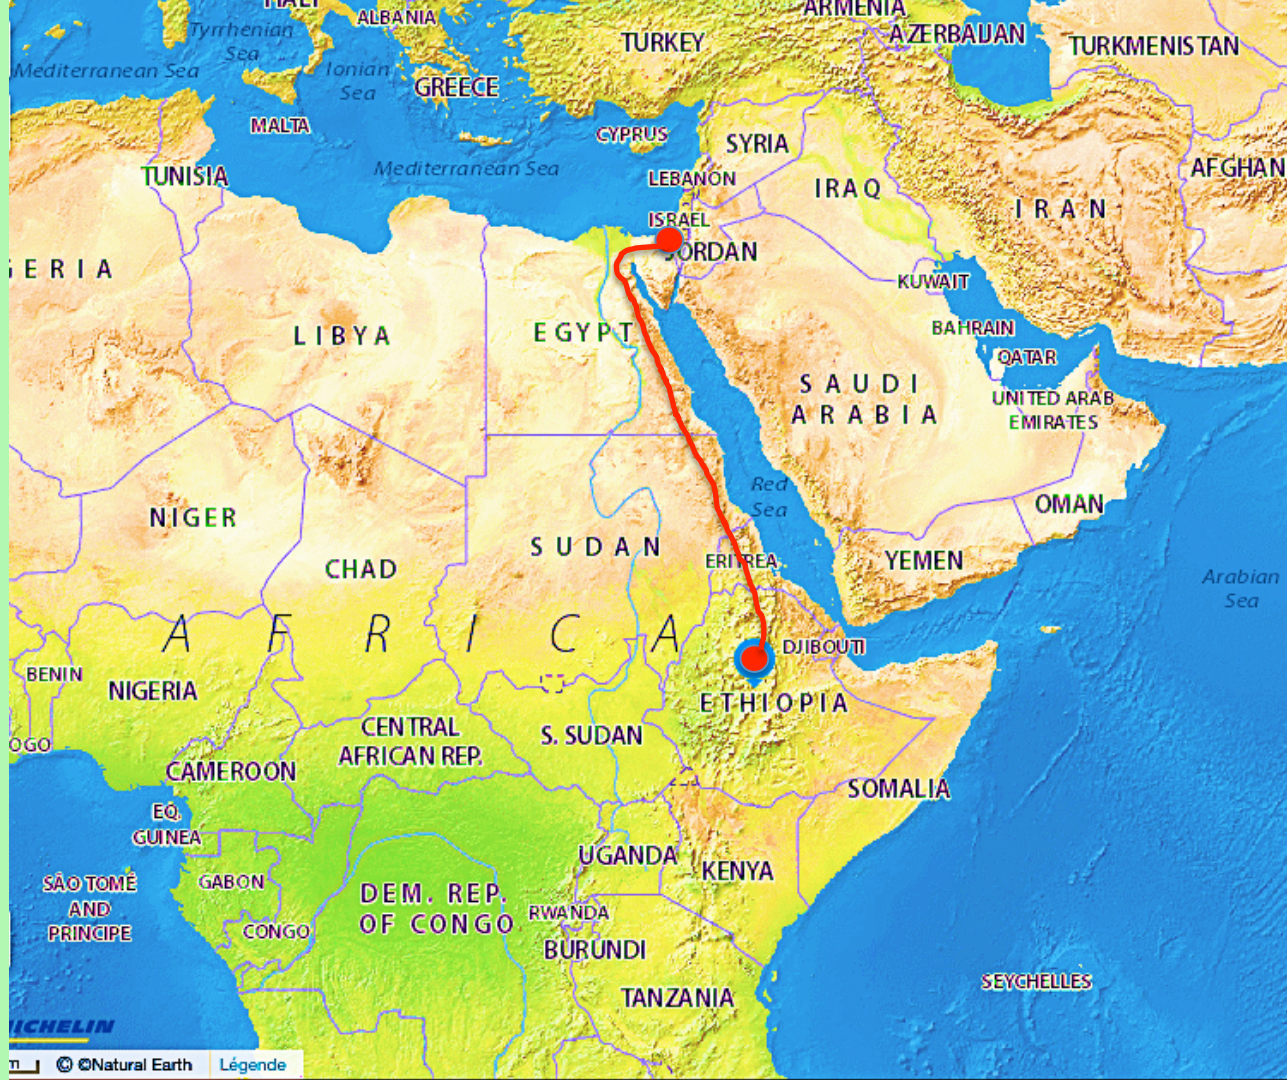 ALBANIA
ARMENIA
Tyrrhenian
Sea
AZERBAIJAN
TURKEY
TURKMENISTAN
Mediterranean Sea
Ionian
Sea
GREECE
MALTA
CYPRUS
SYRIA
Mediterranean Sea
AFGHAN
TUNISIA
LEBANON
IRAQ
IRAN
ISRAEL
JORDAN
GERIA
KUWAIT
LIBYA
EGYPT
BAHRAIN
QATAR
SAUDI
ARABIA
UNITED ARAB
EMIRATES
Red
Sea
OMAN
NIGER
SUDAN
CHAD
ERITREA
YEMEN
Arabian
Sea
AFRICA
DJIBOUTI
BENIN
NIGERIA
ETHIOPIA
CENTRAL
AFRICAN REP.
S. SUDAN
OGO
CAMEROON
SOMALIA
EQ.
GUINEA
UGANDA
KENYA
GABON
SÃO TOMÉ
AND
PRINCIPE
DEM. REP.
OF CONGO
RWANDA
CONGO
BURUNDI
SEYCHELLES
TANZANIA
ICHELIN
m © ©Natural Earth Légende